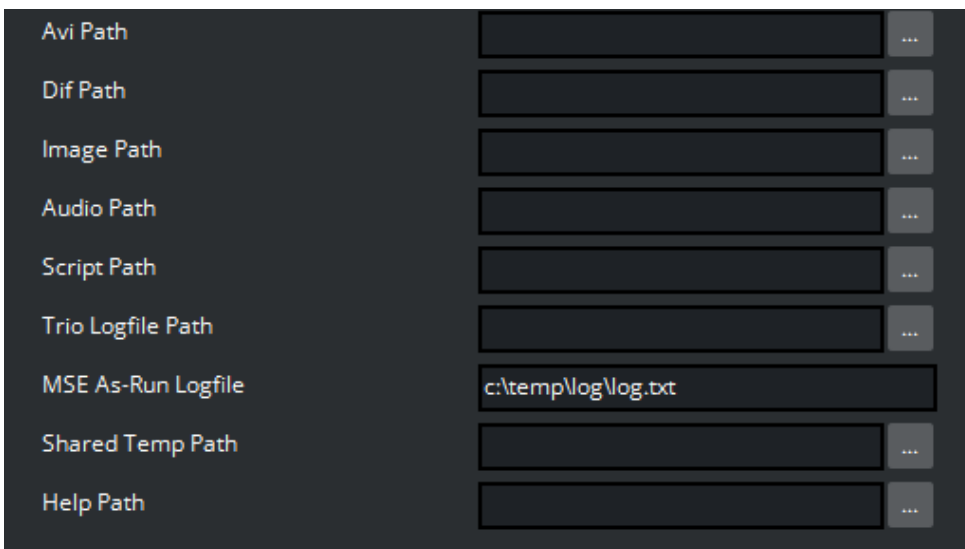 Avi Path ...
Dif Path ...
Image Path ...
Audio Path ...
Script Path ...
Trio Logfile Path ...
MSE As-Run Logfile c:\temp\log\log.txt
Shared Temp Path ...
Help Path ...